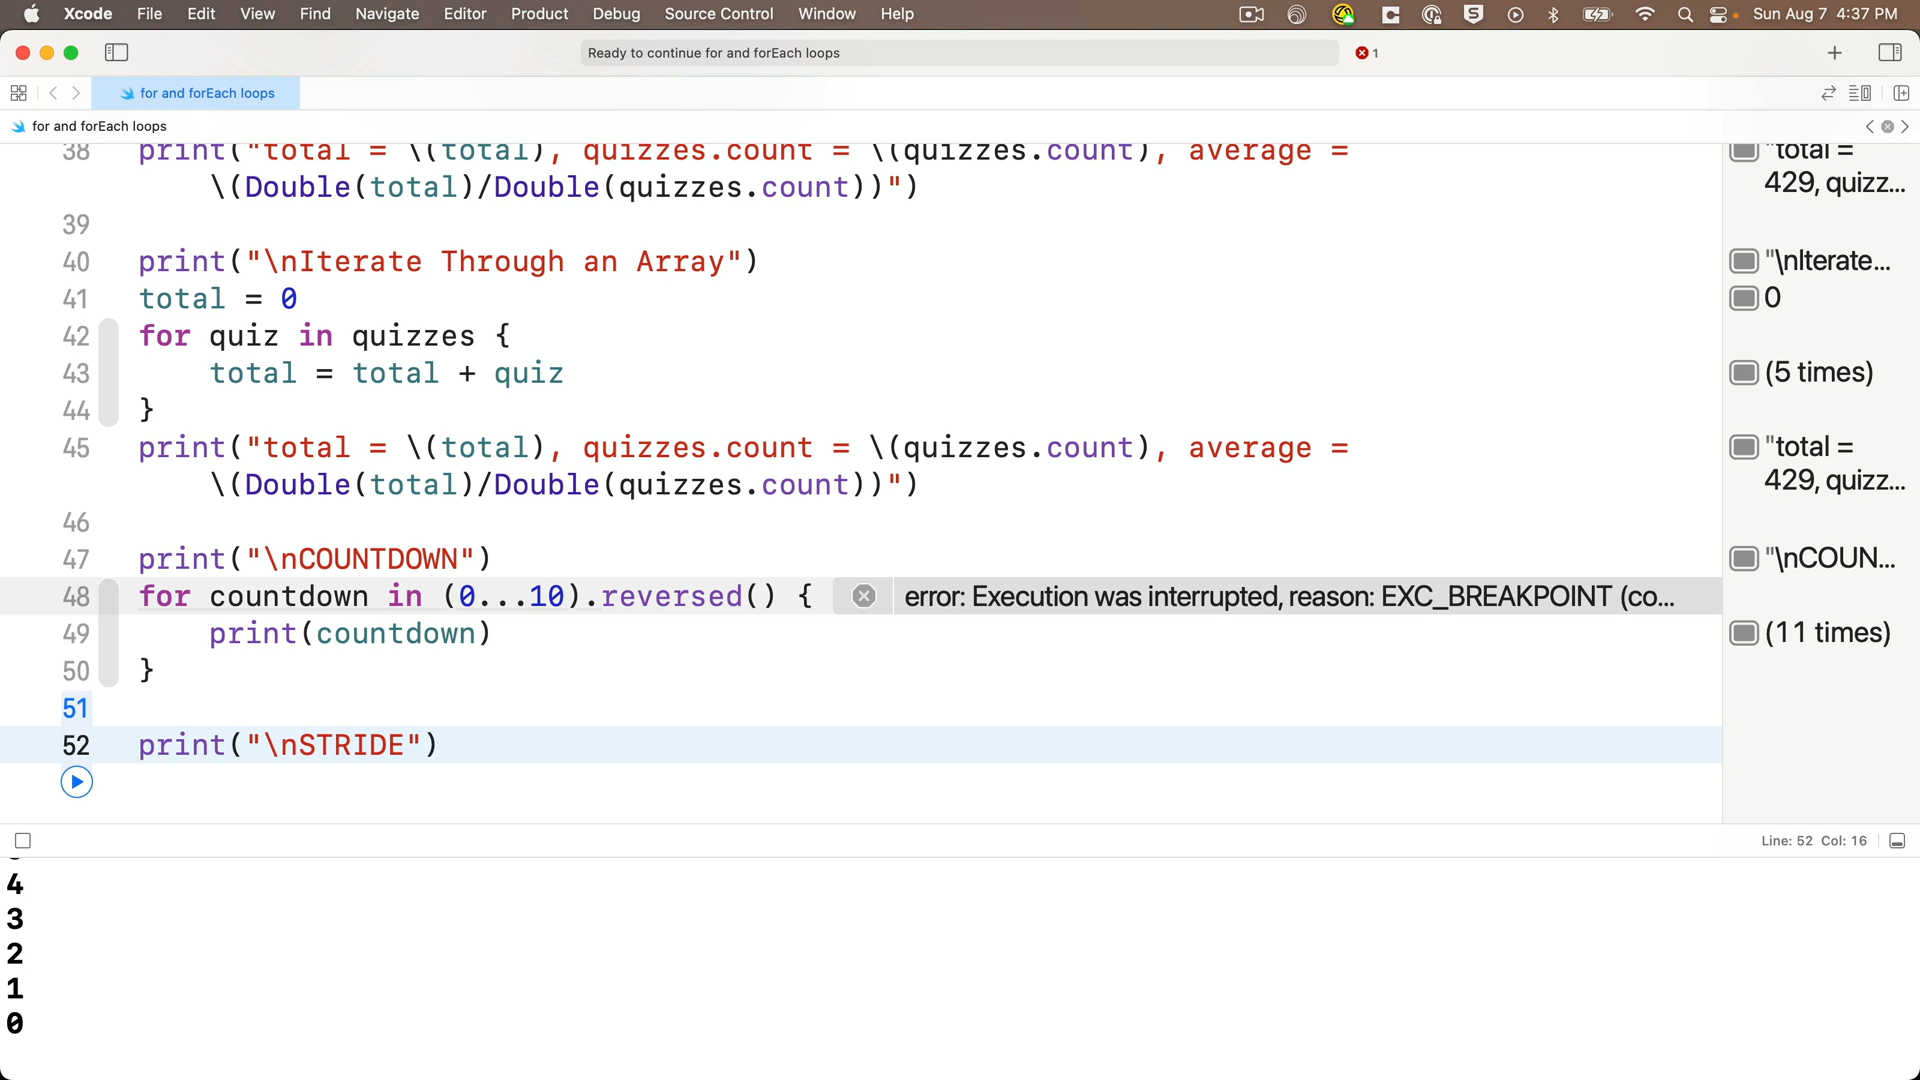 Xcode File Edit View Find Navigate Editor Product Debug Source Control Window Help Sun Aug 7 4:37 PM
Ready to continue for and forEach loops 1
for and forEach loops
for and forEach loops
38 print("total = \(total), quizzes.count = \(quizzes.count), average = "total =
\(Double(total)/Double(quizzes.count))") 429, quizz...
39
40 print("\nIterate Through an Array") "\nIterate...
41 total = 0 0
42 for quiz in quizzes {
43 total = total + quiz (5 times)
44 }
45 print("total = \(total), quizzes.count = \(quizzes.count), average = "total =
\(Double(total)/Double(quizzes.count))") 429, quizz...
46
47 print("\nCOUNTDOWN") "\nCOUN...
48 for countdown in (0...10).reversed() { error: Execution was interrupted, reason: EXC_BREAKPOINT (co...
49 print(countdown) (11 times)
50 }
51
52 print("\nSTRIDE")
Line: 52 Col: 16
4
3
2
1
0